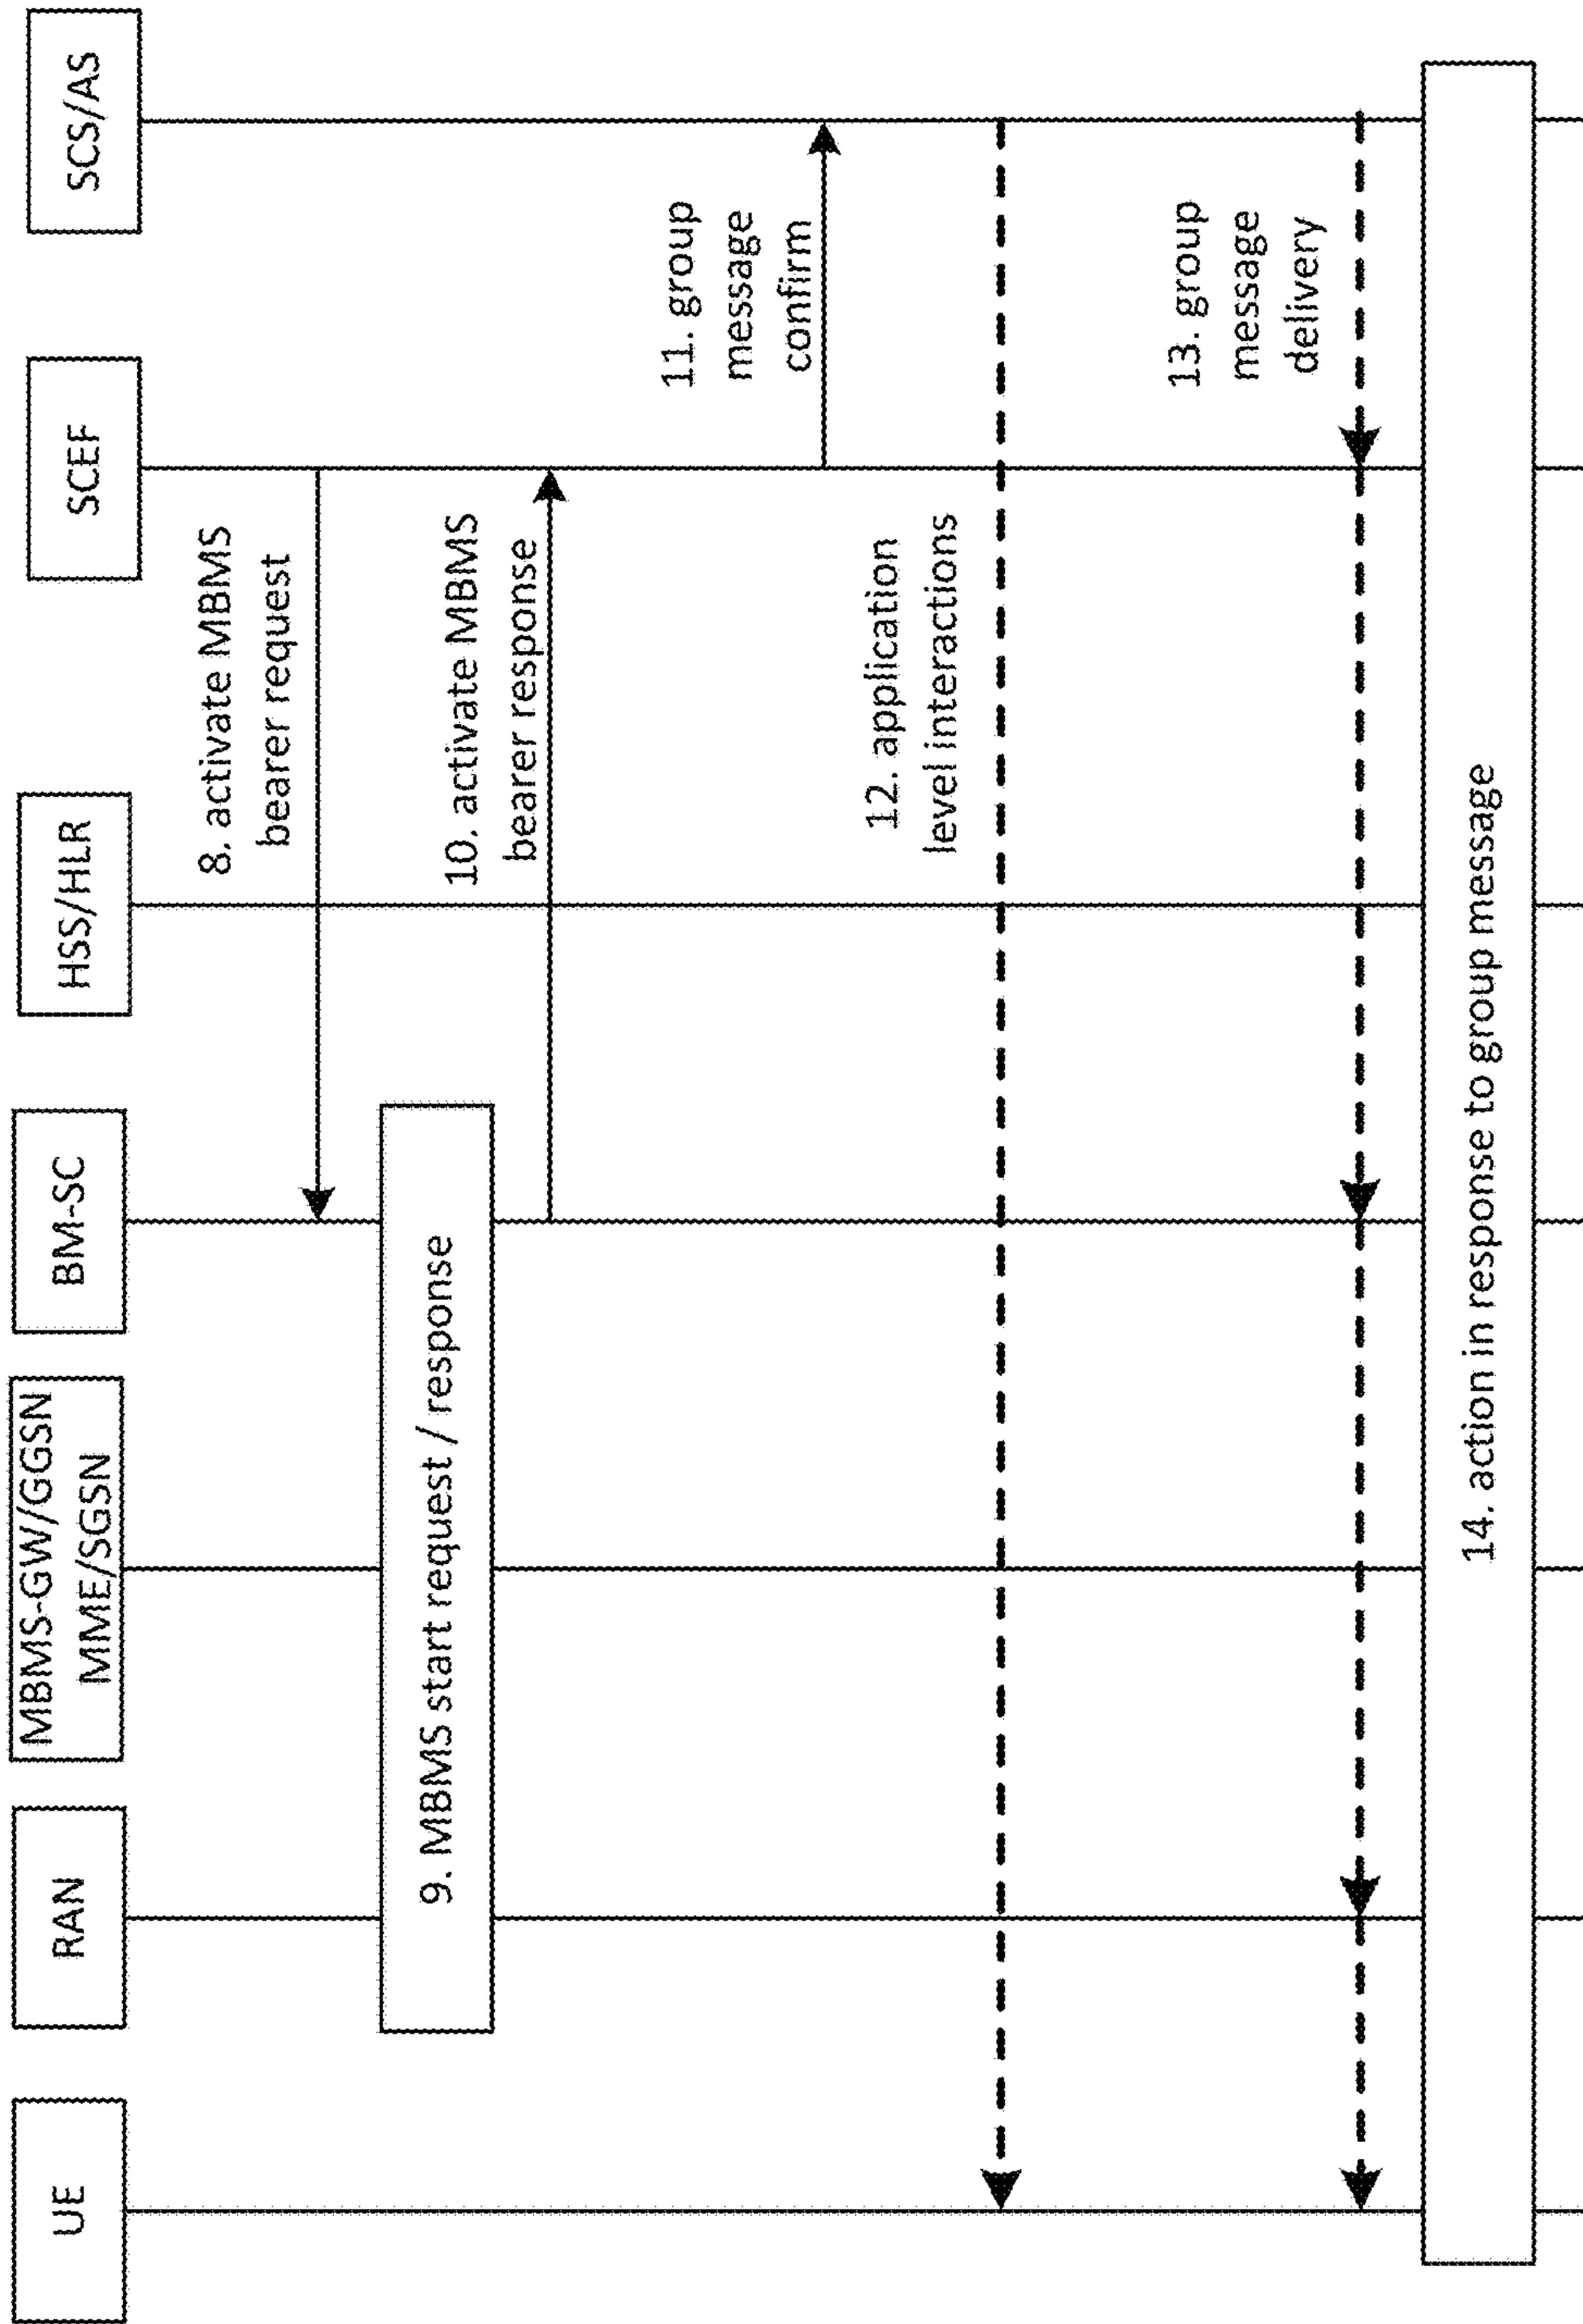 UE
RAN
MBMS-GW/GGSN
MME/SGSN
BM-SC
HSS/HLR
SCEF
SCS/AS
8. activate MBMS
bearer request
9. MBMS start request / response
10. activate MBMS
bearer response
11. group
message
confirm
12. application
level interactions
13. group
message
delivery
14. action in response to group message